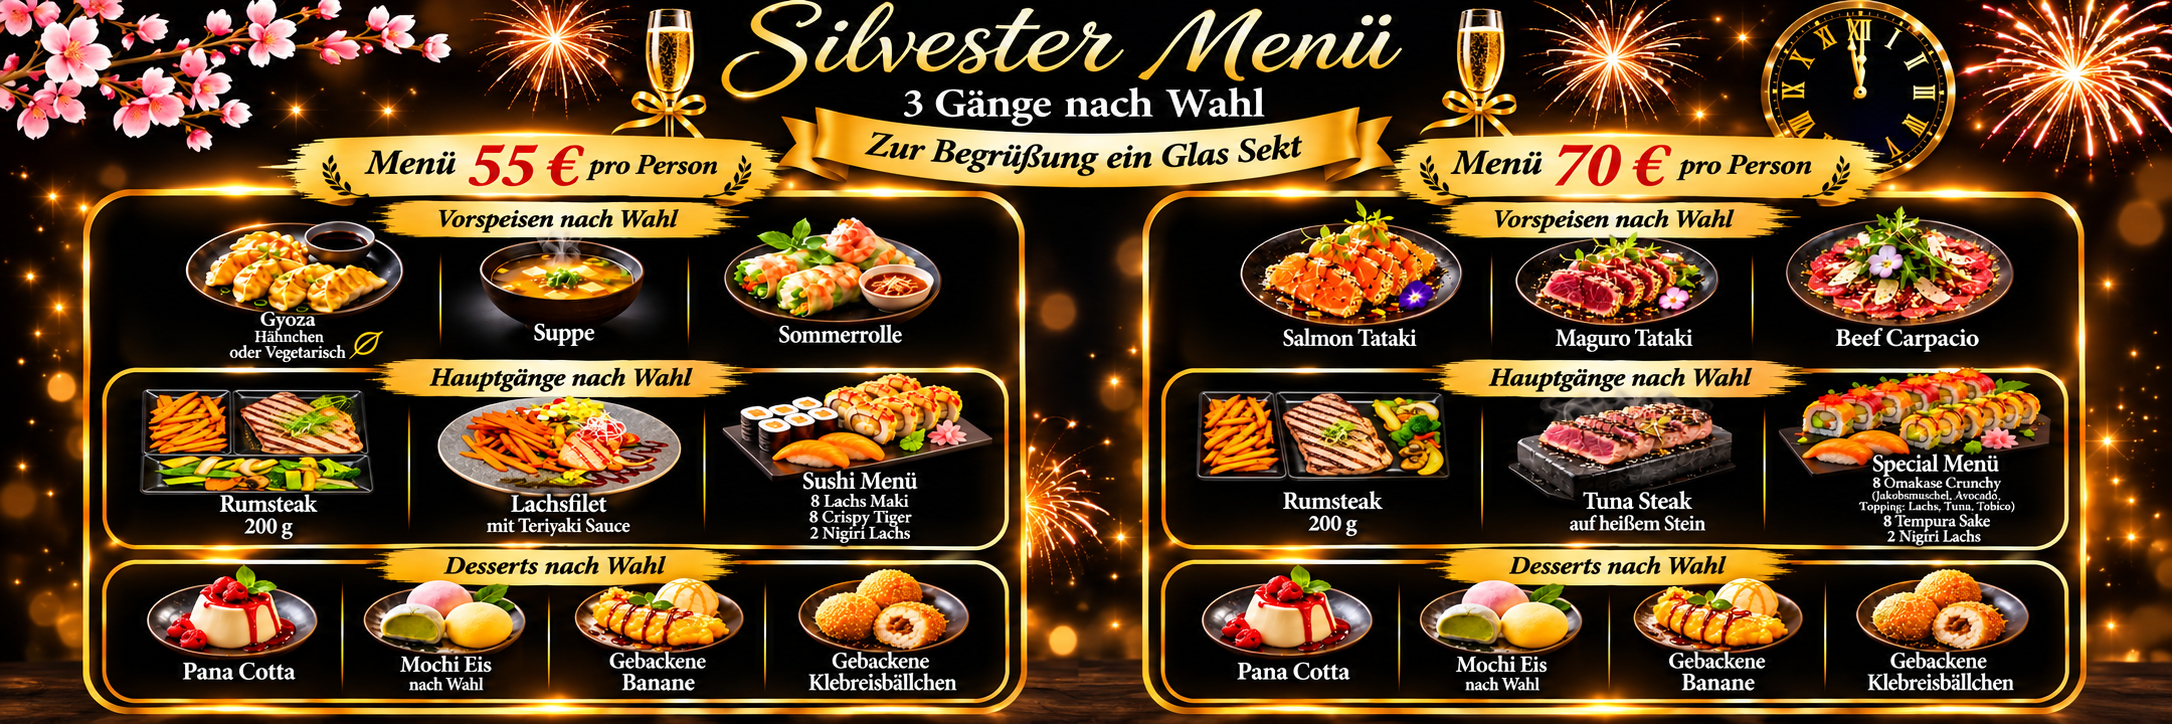 Silvester Menü
3 Gänge nach Wahl
Zur Begrüßung ein Glas Sekt
XI XII I II III V IX X
Menü 55 € pro Person
Vorspeisen nach Wahl
Gyoza
Hähnchen
oder Vegetarisch
Suppe
Sommerrolle
Hauptgänge nach Wahl
Rumsteak
200 g
Lachsfilet
mit Teriyaki Sauce
Sushi Menü
8 Lachs Maki
8 Crispy Tiger
2 Nigiri Lachs
Desserts nach Wahl
Pana Cotta
Mochi Eis
nach Wahl
Gebackene
Banane
Gebackene
Klebreisbällchen
Menü 70 € pro Person
Vorspeisen nach Wahl
Salmon Tataki
Maguro Tataki
Beef Carpacio
Hauptgänge nach Wahl
Rumsteak
200 g
Tuna Steak
auf heißem Stein
Special Menü
8 Omakase Crunchy
(Jakobsmuschel, Avocado,
Topping: Lachs, Tuna, Tobico)
8 Tempura Sake
2 Nigiri Lachs
Desserts nach Wahl
Pana Cotta
Mochi Eis
nach Wahl
Gebackene
Banane
Gebackene
Klebreisbällchen